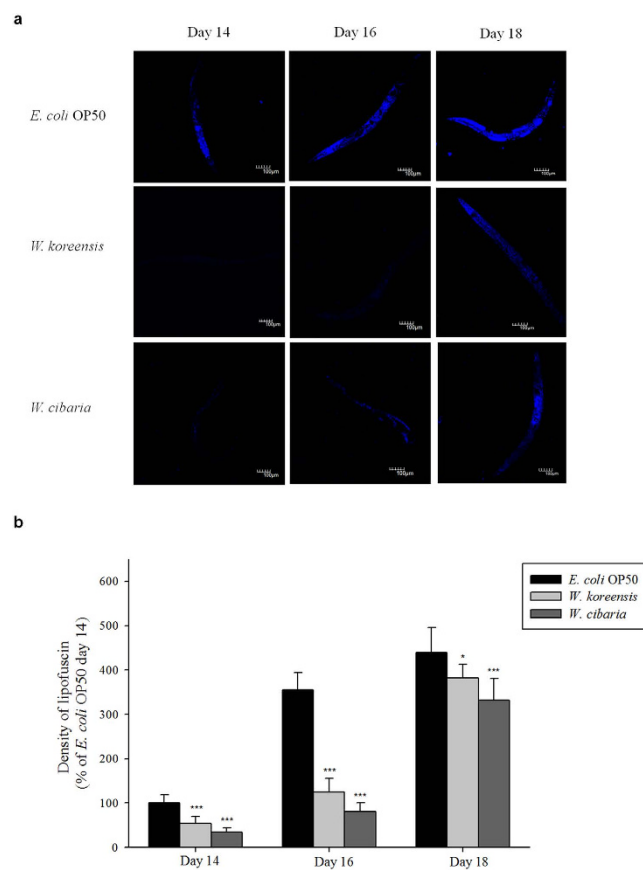 a
Day 14 Day 16 Day 18
E. coli OP50
100µm 100µm 100µm
W. koreensis
100µm 100µm 100µm
W. cibaria
100µm 100µm 100µm
b
Density of lipofuscin
(% of E. coli OP50 day 14)
600
500
400
300
200
100
0
E. coli OP50
W. koreensis
W. cibaria
*** ***
*** ***
* ***
Day 14 Day 16 Day 18